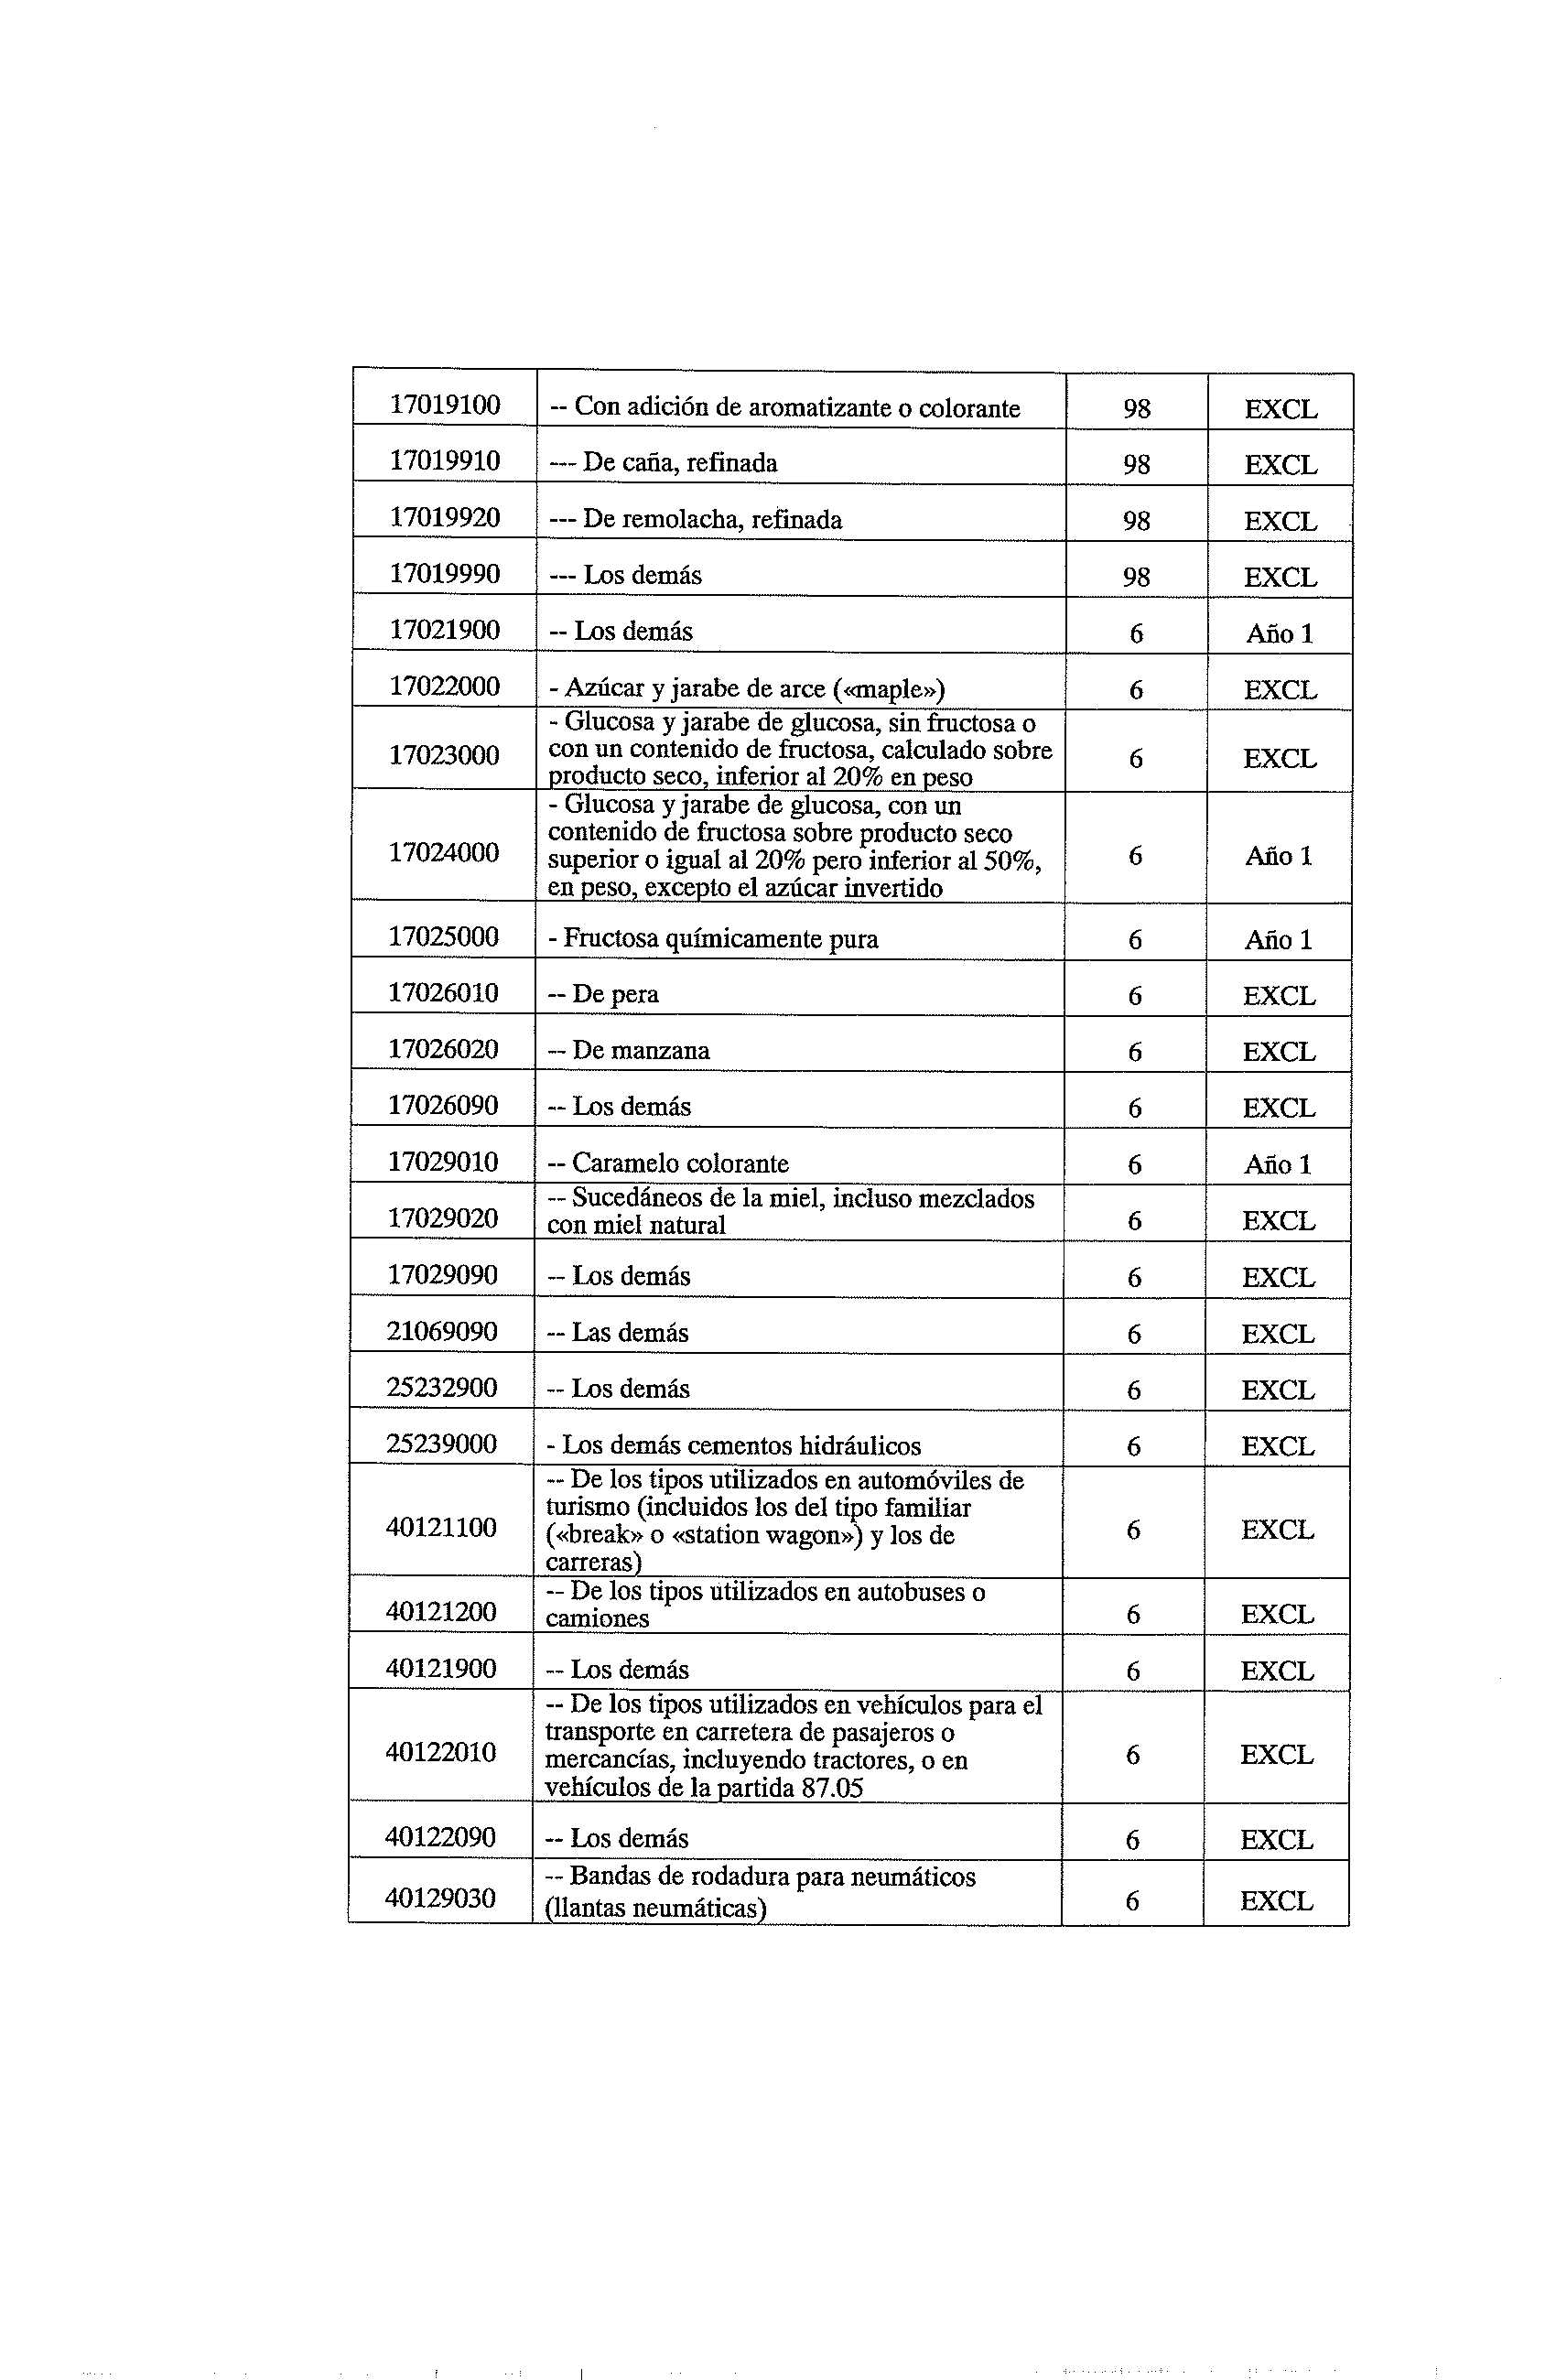 17019100 -- Con adición de aromatizante o colorante 98 EXCL
17019910 --- De caña, refinada 98 EXCL
17019920 --- De remolacha, refinada 98 EXCL
17019990 --- Los demás 98 EXCL
17021900 -- Los demás 6 Año 1
17022000 - Azúcar y jarabe de arce («maple») 6 EXCL
- Glucosa y jarabe de glucosa, sin fructosa o
17023000 con un contenido de fructosa, calculado sobre 6 EXCL
producto seco, inferior al 20% en peso
- Glucosa y jarabe de glucosa, con un
contenido de fructosa sobre producto seco
17024000 superior o igual al 20% pero inferior al 50%, 6 Año 1
en peso, excepto el azúcar invertido
17025000 - Fructosa químicamente pura 6 Año 1
17026010 -- De pera 6 EXCL
17026020 -- De manzana 6 EXCL
17026090 -- Los demás 6 EXCL
17029010 -- Caramelo colorante 6 Año 1
-- Sucedáneos de la miel, incluso mezclados
17029020 con miel natural 6 EXCL
17029090 -- Los demás 6 EXCL
21069090 -- Las demás 6 EXCL
25232900 -- Los demás 6 EXCL
25239000 - Los demás cementos hidráulicos 6 EXCL
-- De los tipos utilizados en automóviles de
turismo (incluidos los del tipo familiar
40121100 («break» o «station wagon») y los de 6 EXCL
carreras)
-- De los tipos utilizados en autobuses o
40121200 camiones 6 EXCL
40121900 -- Los demás 6 EXCL
-- De los tipos utilizados en vehículos para el
transporte en carretera de pasajeros o
40122010 mercancías, incluyendo tractores, o en 6 EXCL
vehículos de la partida 87.05
40122090 -- Los demás 6 EXCL
-- Bandas de rodadura para neumáticos
40129030 (llantas neumáticas) 6 EXCL